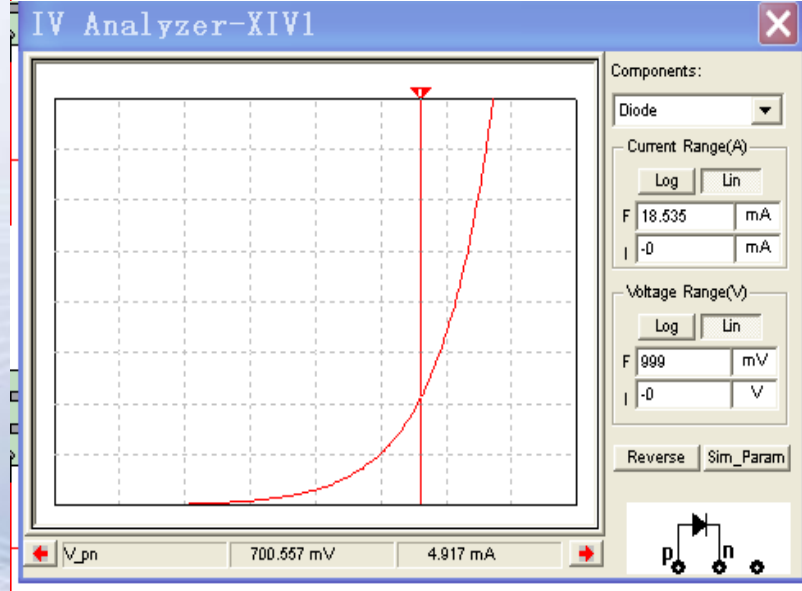 IV Analyzer-XIV1
Components:
Diode
Current Range(A)
Log Lin
F 18.535 mA
I -0 mA
Voltage Range(V)
Log Lin
F 999 mV
I -0 V
Reverse Sim_Param
V_pn 700.557 mV 4.917 mA
p n